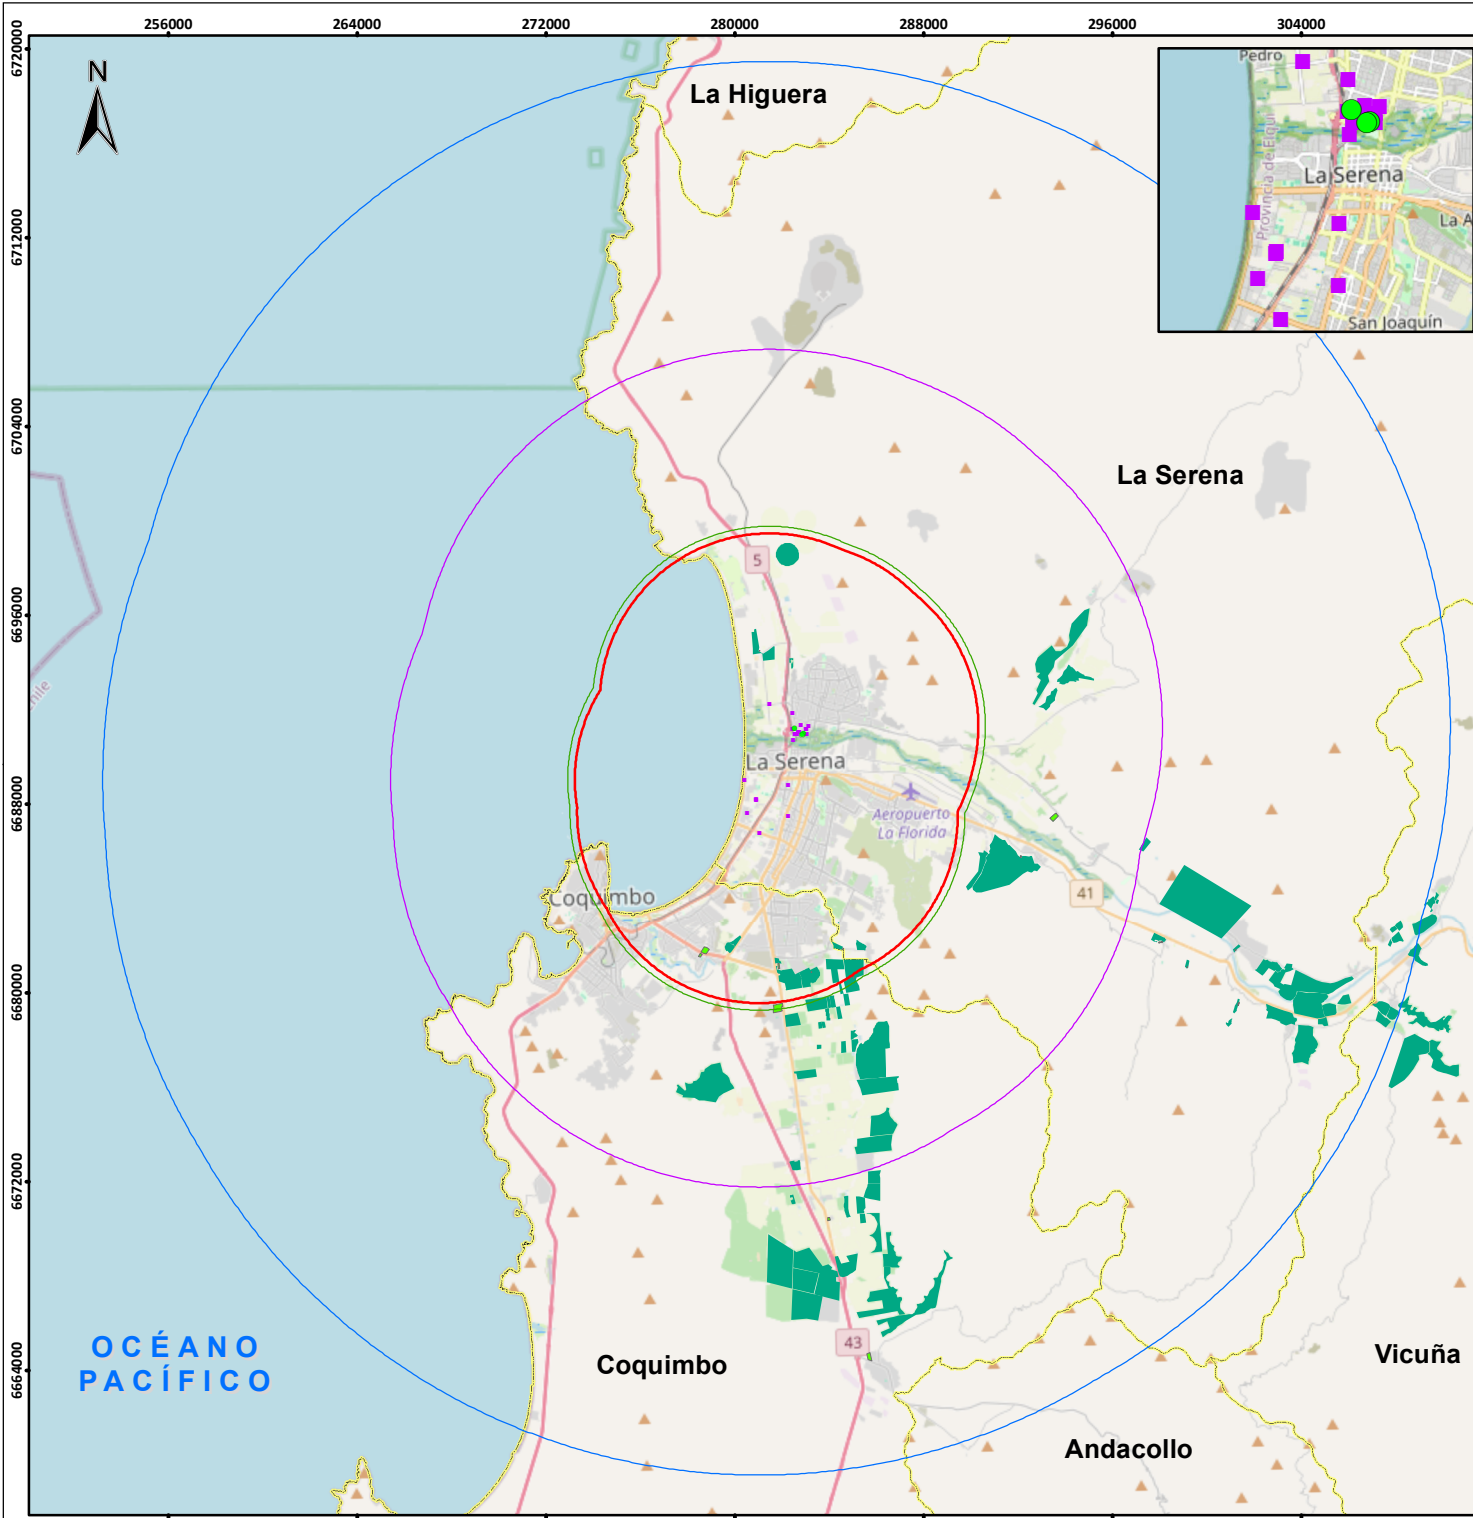 256000 264000 272000 280000 288000 296000 304000
6720000
6712000
6704000
6696000
6688000
6680000
6672000
6664000
N
La Higuera
Pedro
Provincia de Elqui
La Serena
La A
San Joaquín
La Serena
5
hile
La Serena
Aeropuerto
La Florida
Coquimbo
41
43
OCÉANO
PACÍFICO
Coquimbo
Vicuña
Andacollo